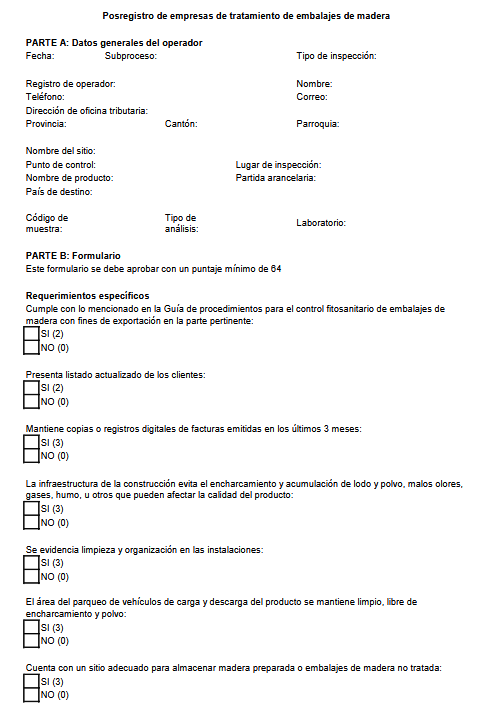 Posregistro de empresas de tratamiento de embalajes de madera
PARTE A: Datos generales del operador
Fecha: Subproceso: Tipo de inspección:
Registro de operador: Nombre:
Teléfono: Correo:
Dirección de oficina tributaria:
Provincia: Cantón: Parroquia:
Nombre del sitio:
Punto de control: Lugar de inspección:
Nombre de producto: Partida arancelaria:
País de destino:
Código de muestra: Tipo de análisis: Laboratorio:
PARTE B: Formulario
Este formulario se debe aprobar con un puntaje mínimo de 64
Requerimientos específicos
Cumple con lo mencionado en la Guía de procedimientos para el control fitosanitario de embalajes de
madera con fines de exportación en la parte pertinente:
SI (2)
NO (0)
Presenta listado actualizado de los clientes:
SI (2)
NO (0)
Mantiene copias o registros digitales de facturas emitidas en los últimos 3 meses:
SI (3)
NO (0)
La infraestructura de la construcción evita el encharcamiento y acumulación de lodo y polvo, malos olores,
gases, humo, u otros que pueden afectar la calidad del producto:
SI (3)
NO (0)
Se evidencia limpieza y organización en las instalaciones:
SI (3)
NO (0)
El área del parqueo de vehículos de carga y descarga del producto se mantiene limpio, libre de
encharcamiento y polvo:
SI (3)
NO (0)
Cuenta con un sitio adecuado para almacenar madera preparada o embalajes de madera no tratada:
SI (3)
NO (0)